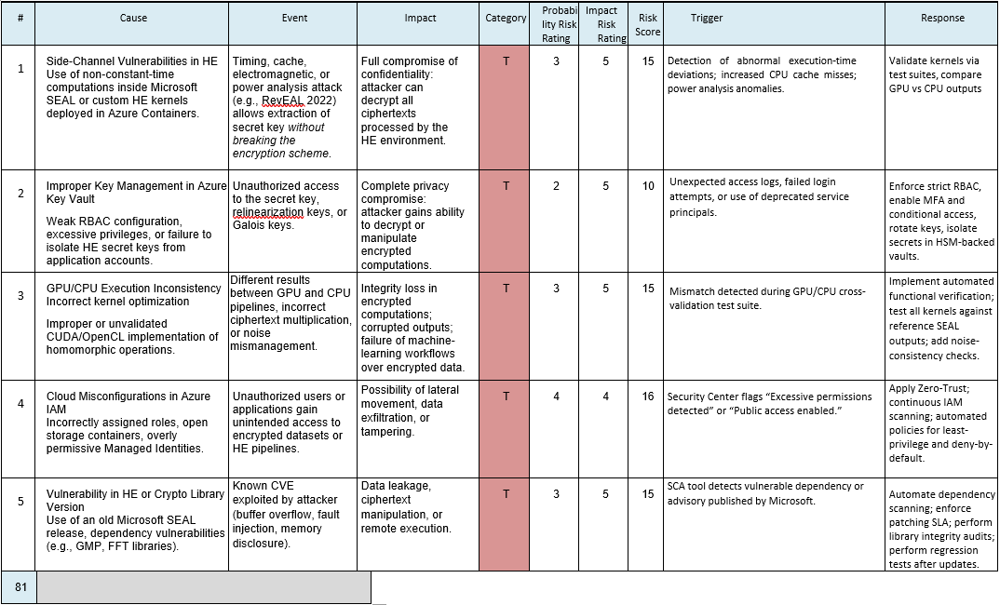 #
Cause
Event
Impact
Category
Probabi
lity Risk
Rating
Impact
Risk
Rating
Risk
Score
Trigger
Response
1
Side-Channel Vulnerabilities in HE
Use of non-constant-time
computations inside Microsoft
SEAL or custom HE kernels
deployed in Azure Containers.
Timing, cache,
electromagnetic, or
power analysis attack
(e.g., RevEAL 2022)
allows extraction of
secret key without
breaking the
encryption scheme.
Full compromise of
confidentiality:
attacker can
decrypt all
ciphertexts
processed by the
HE environment.
T
3
5
15
Detection of abnormal execution-time
deviations; increased CPU cache misses;
power analysis anomalies.
Validate kernels via
test suites, compare
GPU vs CPU outputs
2
Improper Key Management in Azure
Key Vault
Weak RBAC configuration,
excessive privileges, or failure to
isolate HE secret keys from
application accounts.
Unauthorized access
to the secret key,
relinearization keys, or
Galois keys.
Complete privacy
compromise:
attacker gains ability
to decrypt or
manipulate
encrypted
computations.
T
2
5
10
Unexpected access logs, failed login
attempts, or use of deprecated service
principals.
Enforce strict RBAC,
enable MFA and
conditional access,
rotate keys, isolate
secrets in HSM-backed
vaults.
3
GPU/CPU Execution Inconsistency
Incorrect kernel optimization
Improper or unvalidated
CUDA/OpenCL implementation of
homomorphic operations.
Different results
between GPU and CPU
pipelines, incorrect
ciphertext multiplication,
or noise
mismanagement.
Integrity loss in
encrypted
computations;
corrupted outputs;
failure of machine-
learning workflows
over encrypted data.
T
3
5
15
Mismatch detected during GPU/CPU cross-
validation test suite.
Implement automated
functional verification;
test all kernels against
reference SEAL
outputs; add noise-
consistency checks.
4
Cloud Misconfigurations in Azure
IAM
Incorrectly assigned roles, open
storage containers, overly
permissive Managed Identities.
Unauthorized users or
applications gain
unintended access to
encrypted datasets or
HE pipelines.
Possibility of lateral
movement, data
exfiltration, or
tampering.
T
4
4
16
Security Center flags “Excessive permissions
detected” or “Public access enabled.”
Apply Zero-Trust;
continuous IAM
scanning; automated
policies for least-
privilege and deny-by-
default.
5
Vulnerability in HE or Crypto Library
Version
Use of an old Microsoft SEAL
release, dependency vulnerabilities
(e.g., GMP, FFT libraries).
Known CVE
exploited by attacker
(buffer overflow, fault
injection, memory
disclosure).
Data leakage,
ciphertext
manipulation, or
remote execution.
T
3
5
15
SCA tool detects vulnerable dependency or
advisory published by Microsoft.
Automate dependency
scanning; enforce
patching SLA; perform
library integrity audits;
perform regression
tests after updates.
81